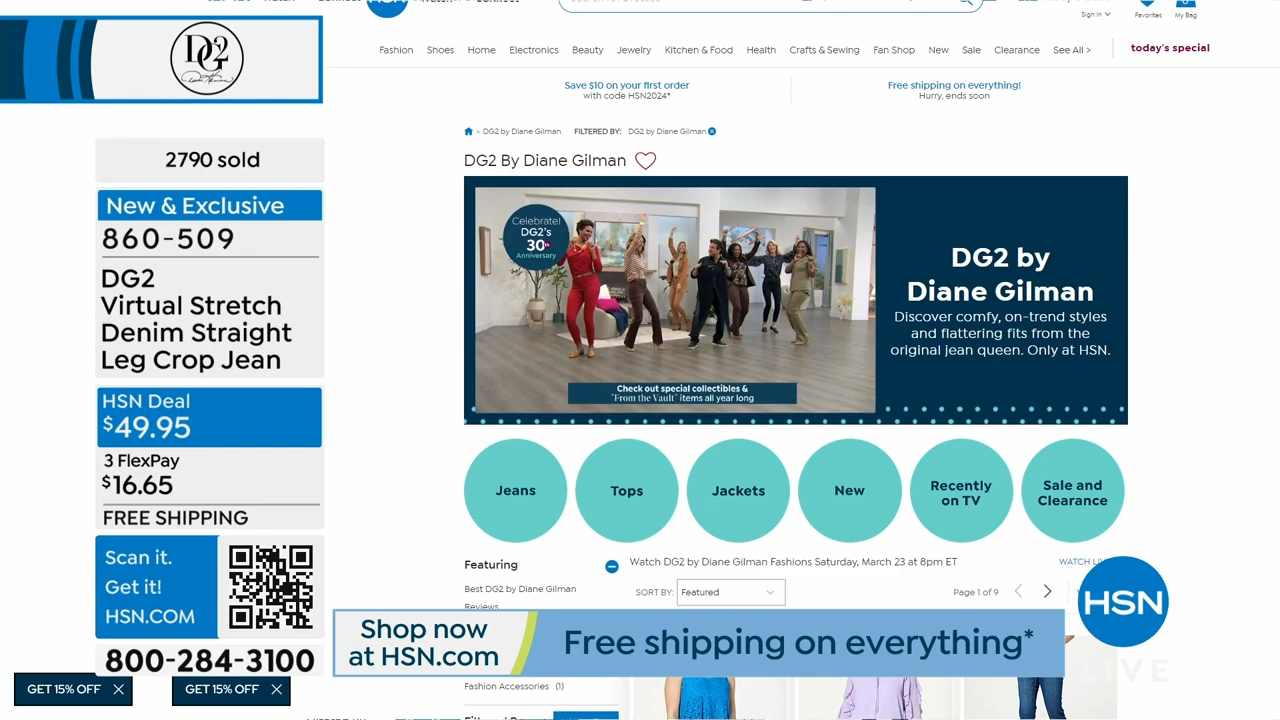 HSN
Sign In
Favorites
My Bag
Fashion Shoes Home Electronics Beauty Jewelry Kitchen & Food Health Crafts & Sewing Fan Shop New Sale Clearance See All >
today's special
Save $10 on your first order
with code HSN2024*
Free shipping on everything!
Hurry, ends soon
DG2
2790 sold
New & Exclusive
860-509
DG2
Virtual Stretch
Denim Straight
Leg Crop Jean
HSN Deal
$49.95
3 FlexPay
$16.65
FREE SHIPPING
Scan it.
Get it!
HSN.COM
800-284-3100
GET 15% OFF
GET 15% OFF
> DG2 by Diane Gilman FILTERED BY: DG2 by Diane Gilman
DG2 By Diane Gilman
Celebrate!
DG2's
30th
Anniversary
Check out special collectibles &
"From the Vault" items all year long
DG2 by
Diane Gilman
Discover comfy, on-trend styles
and flattering fits from the
original jean queen. Only at HSN.
Jeans
Tops
Jackets
New
Recently
on TV
Sale and
Clearance
Featuring
Best DG2 by Diane Gilman
Reviews
Watch DG2 by Diane Gilman Fashions Saturday, March 23 at 8pm ET
SORT BY: Featured
Page 1 of 9
HSN
LIVE
Shop now
at HSN.com
Free shipping on everything*
Fashion Accessories (1)